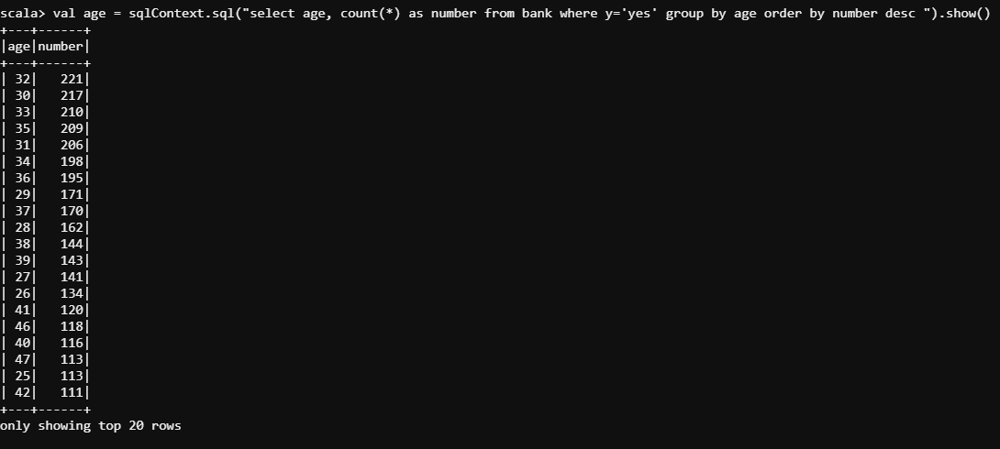 scala> val age = sqlContext.sql("select age, count(*) as number from bank where y='yes' group by age order by number desc ").show()
+---+------+
|age|number|
+---+------+
| 32|   221|
| 30|   217|
| 33|   210|
| 35|   209|
| 31|   206|
| 34|   198|
| 36|   195|
| 29|   171|
| 37|   170|
| 28|   162|
| 38|   144|
| 39|   143|
| 27|   141|
| 26|   134|
| 41|   120|
| 46|   118|
| 40|   116|
| 47|   113|
| 25|   113|
| 42|   111|
+---+------+
only showing top 20 rows